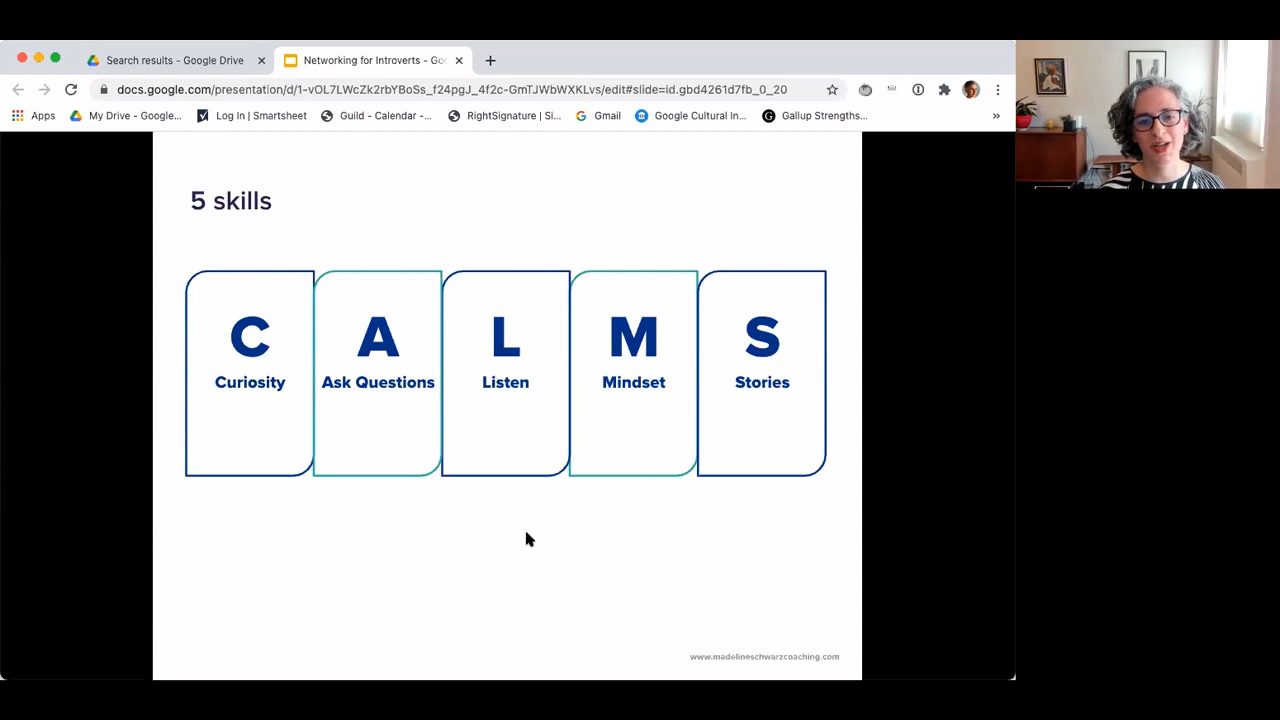 Search results - Google Drive
Networking for Introverts - Goo
docs.google.com/presentation/d/1-vOL7LWcZk2rbYBoSs_f24pgJ_4f2c-GmTJWbWXKLvs/edit#slide=id.gbd4261d7fb_0_20
Apps
My Drive - Google...
Log In | Smartsheet
Guild - Calendar -...
RightSignature | Si...
Gmail
Google Cultural In...
Gallup Strengths...
5 skills
C A L M S
Curiosity Ask Questions Listen Mindset Stories
www.madelineschwarzcoaching.com